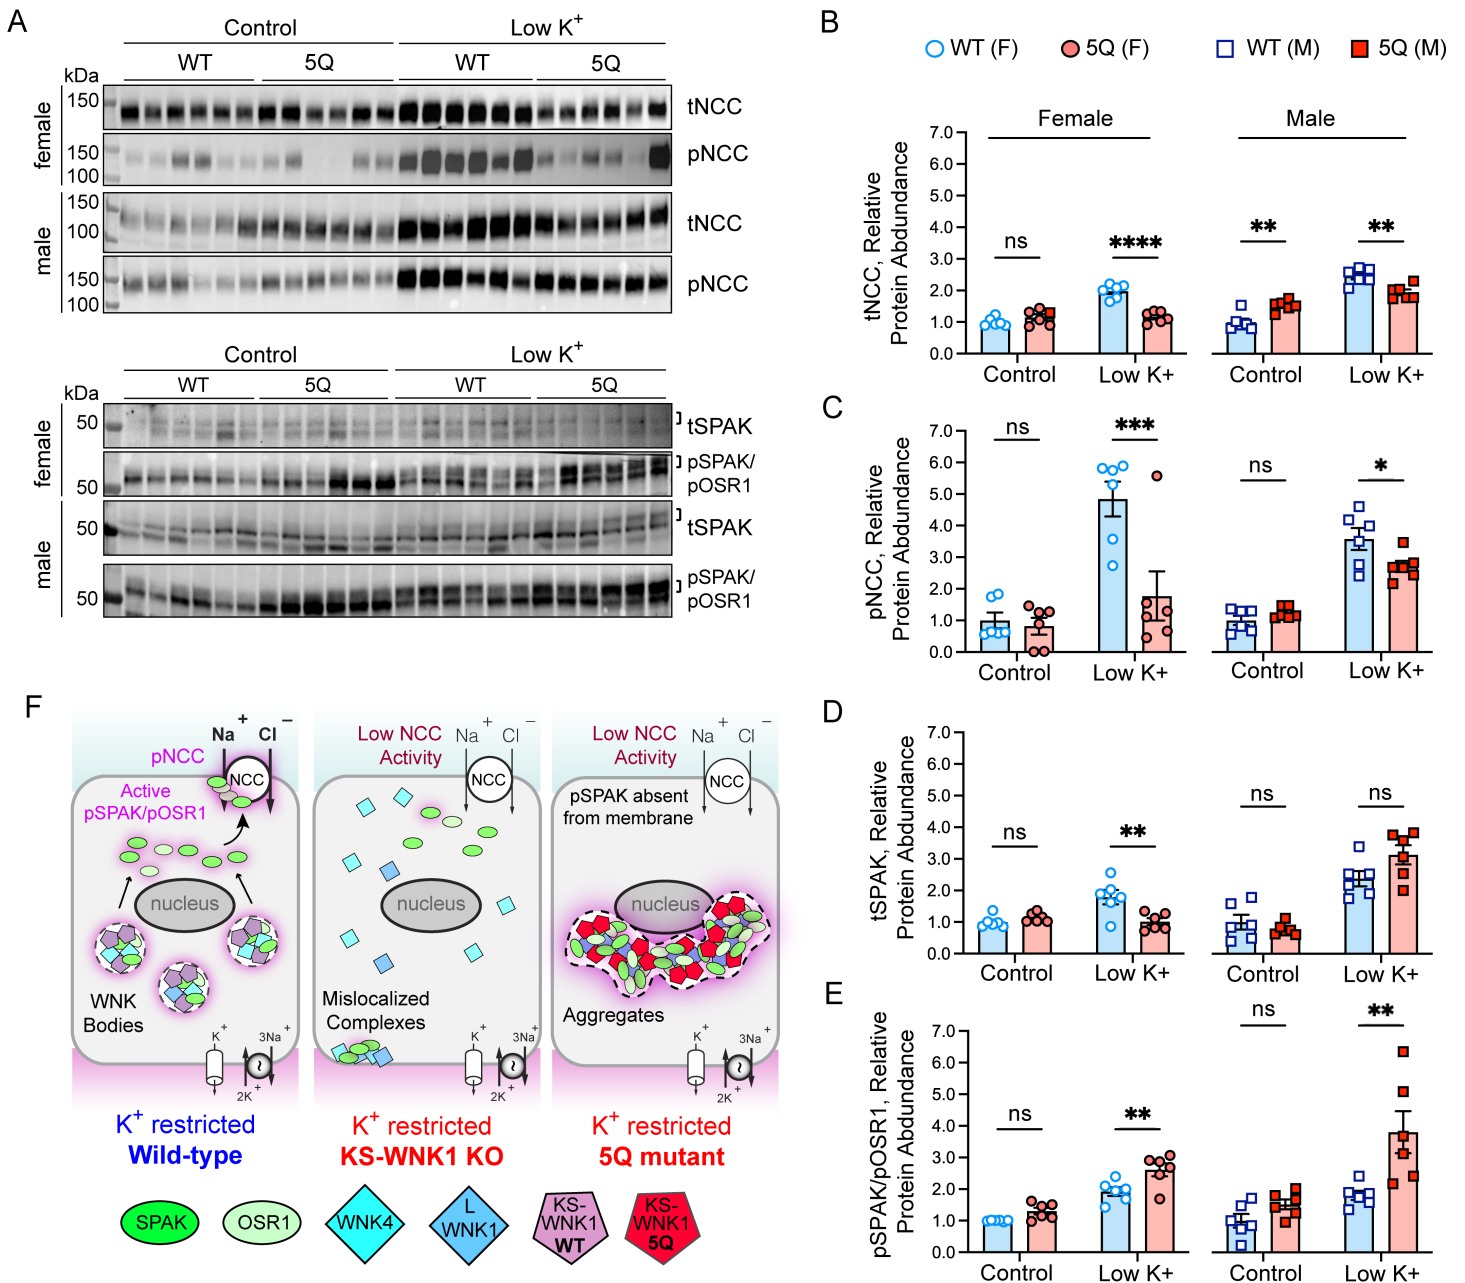 A
Control
Low K+
WT
5Q
WT
5Q
kDa
female
150
tNCC
150
100
pNCC
male
150
100
tNCC
150
100
pNCC
Control
Low K+
WT
5Q
WT
5Q
kDa
female
50
tSPAK
50
pSPAK/
pOSR1
male
50
tSPAK
50
pSPAK/
pOSR1
B
WT (F)
5Q (F)
WT (M)
5Q (M)
Female
Male
tNCC, Relative
Protein Abdundance
7.0
6.0
5.0
4.0
3.0
2.0
1.0
0.0
ns
****
**
**
Control
Low K+
Control
Low K+
C
pNCC, Relative
Protein Abdundance
7.0
6.0
5.0
4.0
3.0
2.0
1.0
0.0
ns
***
ns
*
Control
Low K+
Control
Low K+
D
tSPAK, Relative
Protein Abdundance
7.0
6.0
5.0
4.0
3.0
2.0
1.0
0.0
ns
**
ns
ns
Control
Low K+
Control
Low K+
E
pSPAK/pOSR1, Relative
Protein Abdundance
7.0
6.0
5.0
4.0
3.0
2.0
1.0
0.0
ns
**
ns
**
Control
Low K+
Control
Low K+
F
Na+
Cl−
pNCC
NCC
Active
pSPAK/pOSR1
nucleus
WNK
Bodies
K+
3Na+
2K+
K+ restricted
Wild-type
Low NCC
Activity
Na+
Cl−
NCC
nucleus
Mislocalized
Complexes
K+
3Na+
2K+
K+ restricted
KS-WNK1 KO
Low NCC
Activity
Na+
Cl−
NCC
pSPAK absent
from membrane
nucleus
Aggregates
K+
3Na+
2K+
K+ restricted
5Q mutant
SPAK
OSR1
WNK4
L
WNK1
KS-
WNK1
WT
KS-
WNK1
5Q